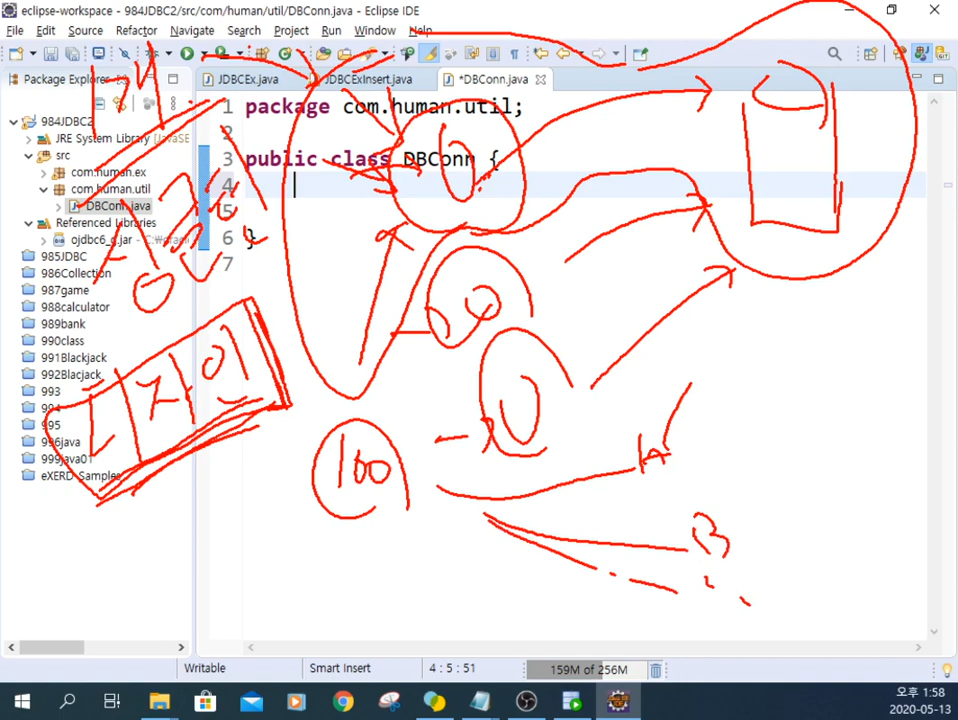 eclipse-workspace - 984JDBC2/src/com/human/util/DBConn.java - Eclipse IDE
File Edit Source Refactor Navigate Search Project Run Window Help
Package Explorer
JDBCEx.java
JDBCExInsert.java
*DBConn.java
984JDBC2
JRE System Library [JavaSE
src
com.human.ex
com.human.util
DBConn.java
Referenced Libraries
ojdbc6_g.jar
985JDBC
986Collection
987game
988calculator
989bank
990class
991Blackjack
992Blacjack
993
995
996java
999java01
eXERD_Samples
1 package com.human.util;
2
3 public class DBConn {
4
5
6 }
7
100
A
B
Writable
Smart Insert
4 : 5 : 51
159M of 256M
오후 1:58
2020-05-13